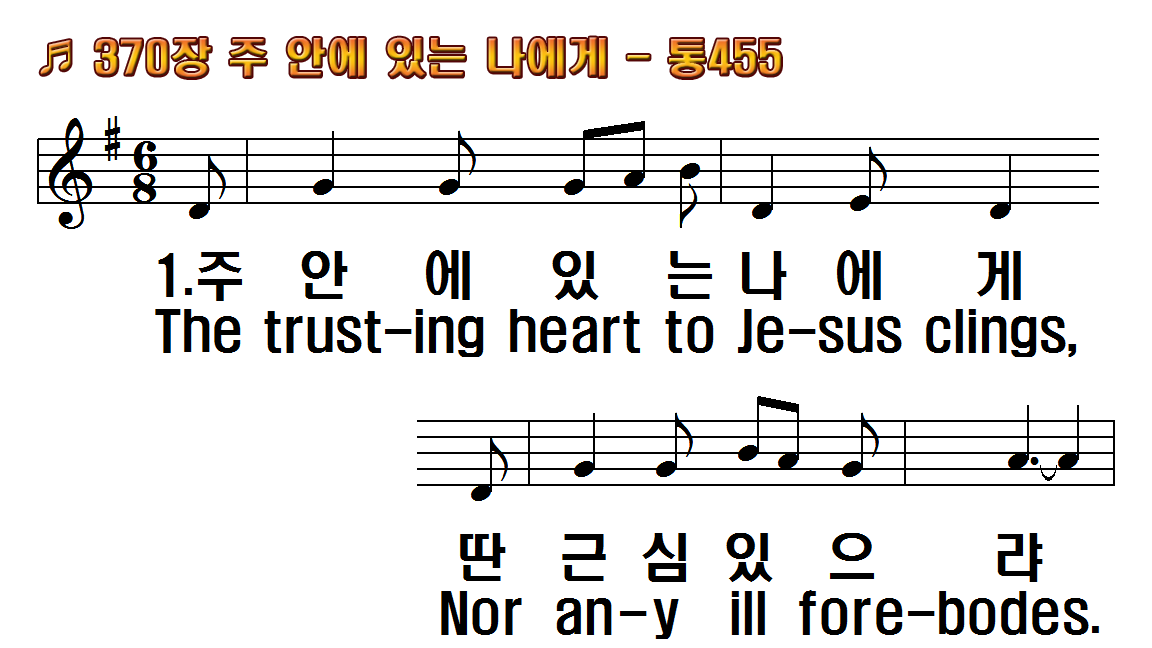 ♬ 370장 주 안에 있는 나에게 - 통455
6
8
1.주 안 에 있 는 나 에 게
The trust-ing heart to Je-sus clings,
딴 근 심 있 으 랴
Nor an-y ill fore-bodes.